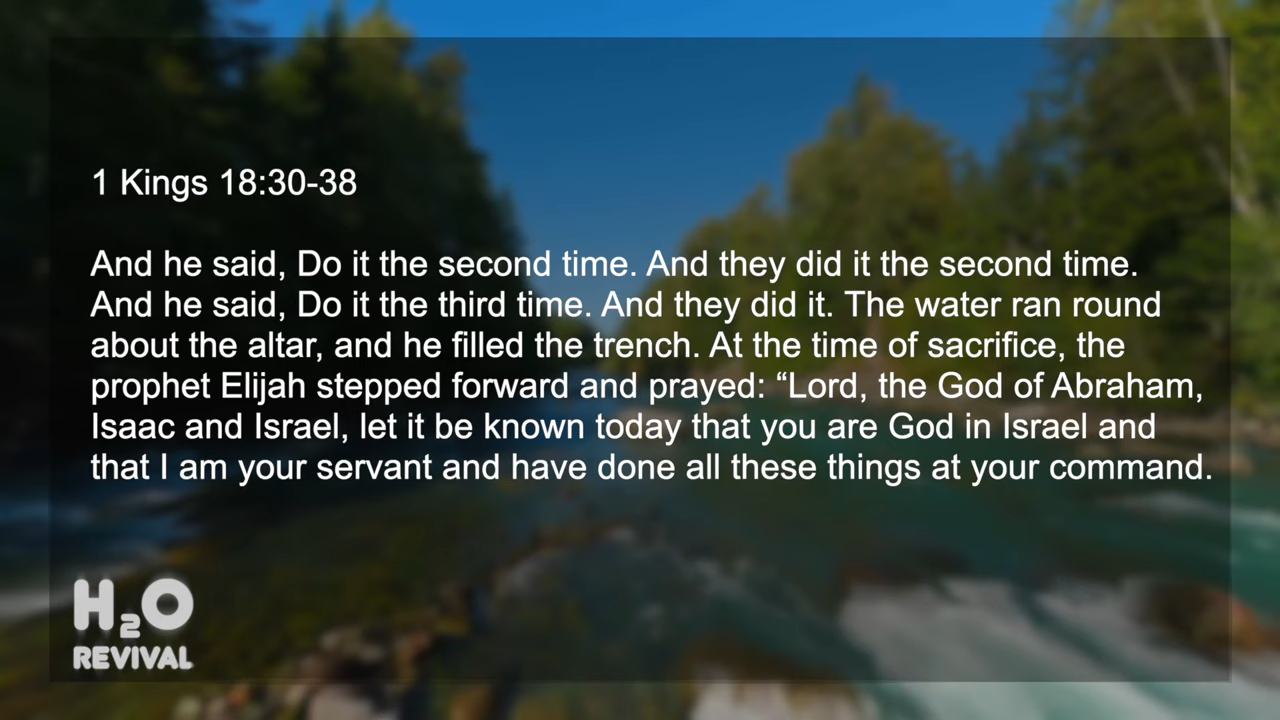 1 Kings 18:30-38
And he said, Do it the second time. And they did it the second time.
And he said, Do it the third time. And they did it. The water ran round
about the altar, and he filled the trench. At the time of sacrifice, the
prophet Elijah stepped forward and prayed: “Lord, the God of Abraham,
Isaac and Israel, let it be known today that you are God in Israel and
that I am your servant and have done all these things at your command.
H2O
REVIVAL